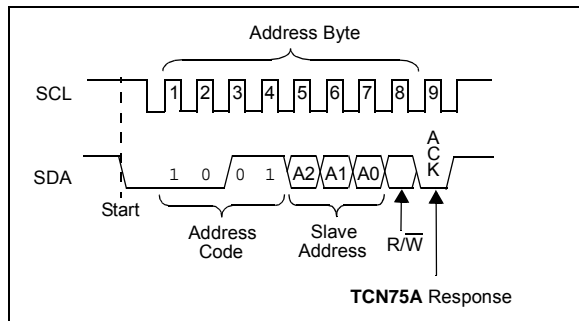 Address Byte
SCL
1 2 3 4 5 6 7 8 9
SDA
1 0 0 1 A2 A1 A0 ACK
Start
Address
Code
Slave
Address
R/W̅
TCN75A Response